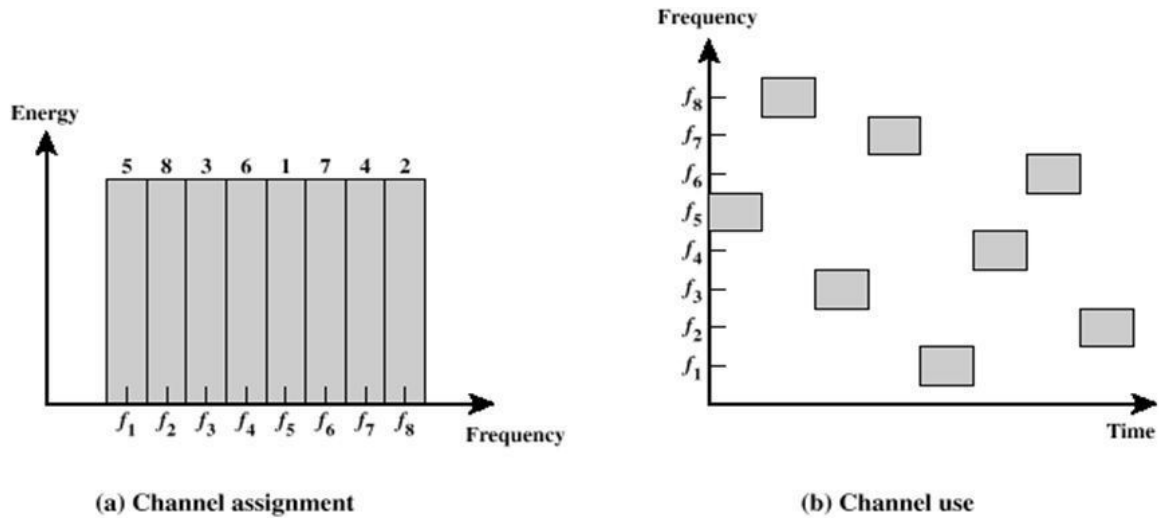 Energy
5 8 3 6 1 7 4 2
f1 f2 f3 f4 f5 f6 f7 f8
Frequency
(a) Channel assignment
Frequency
f8
f7
f6
f5
f4
f3
f2
f1
Time
(b) Channel use